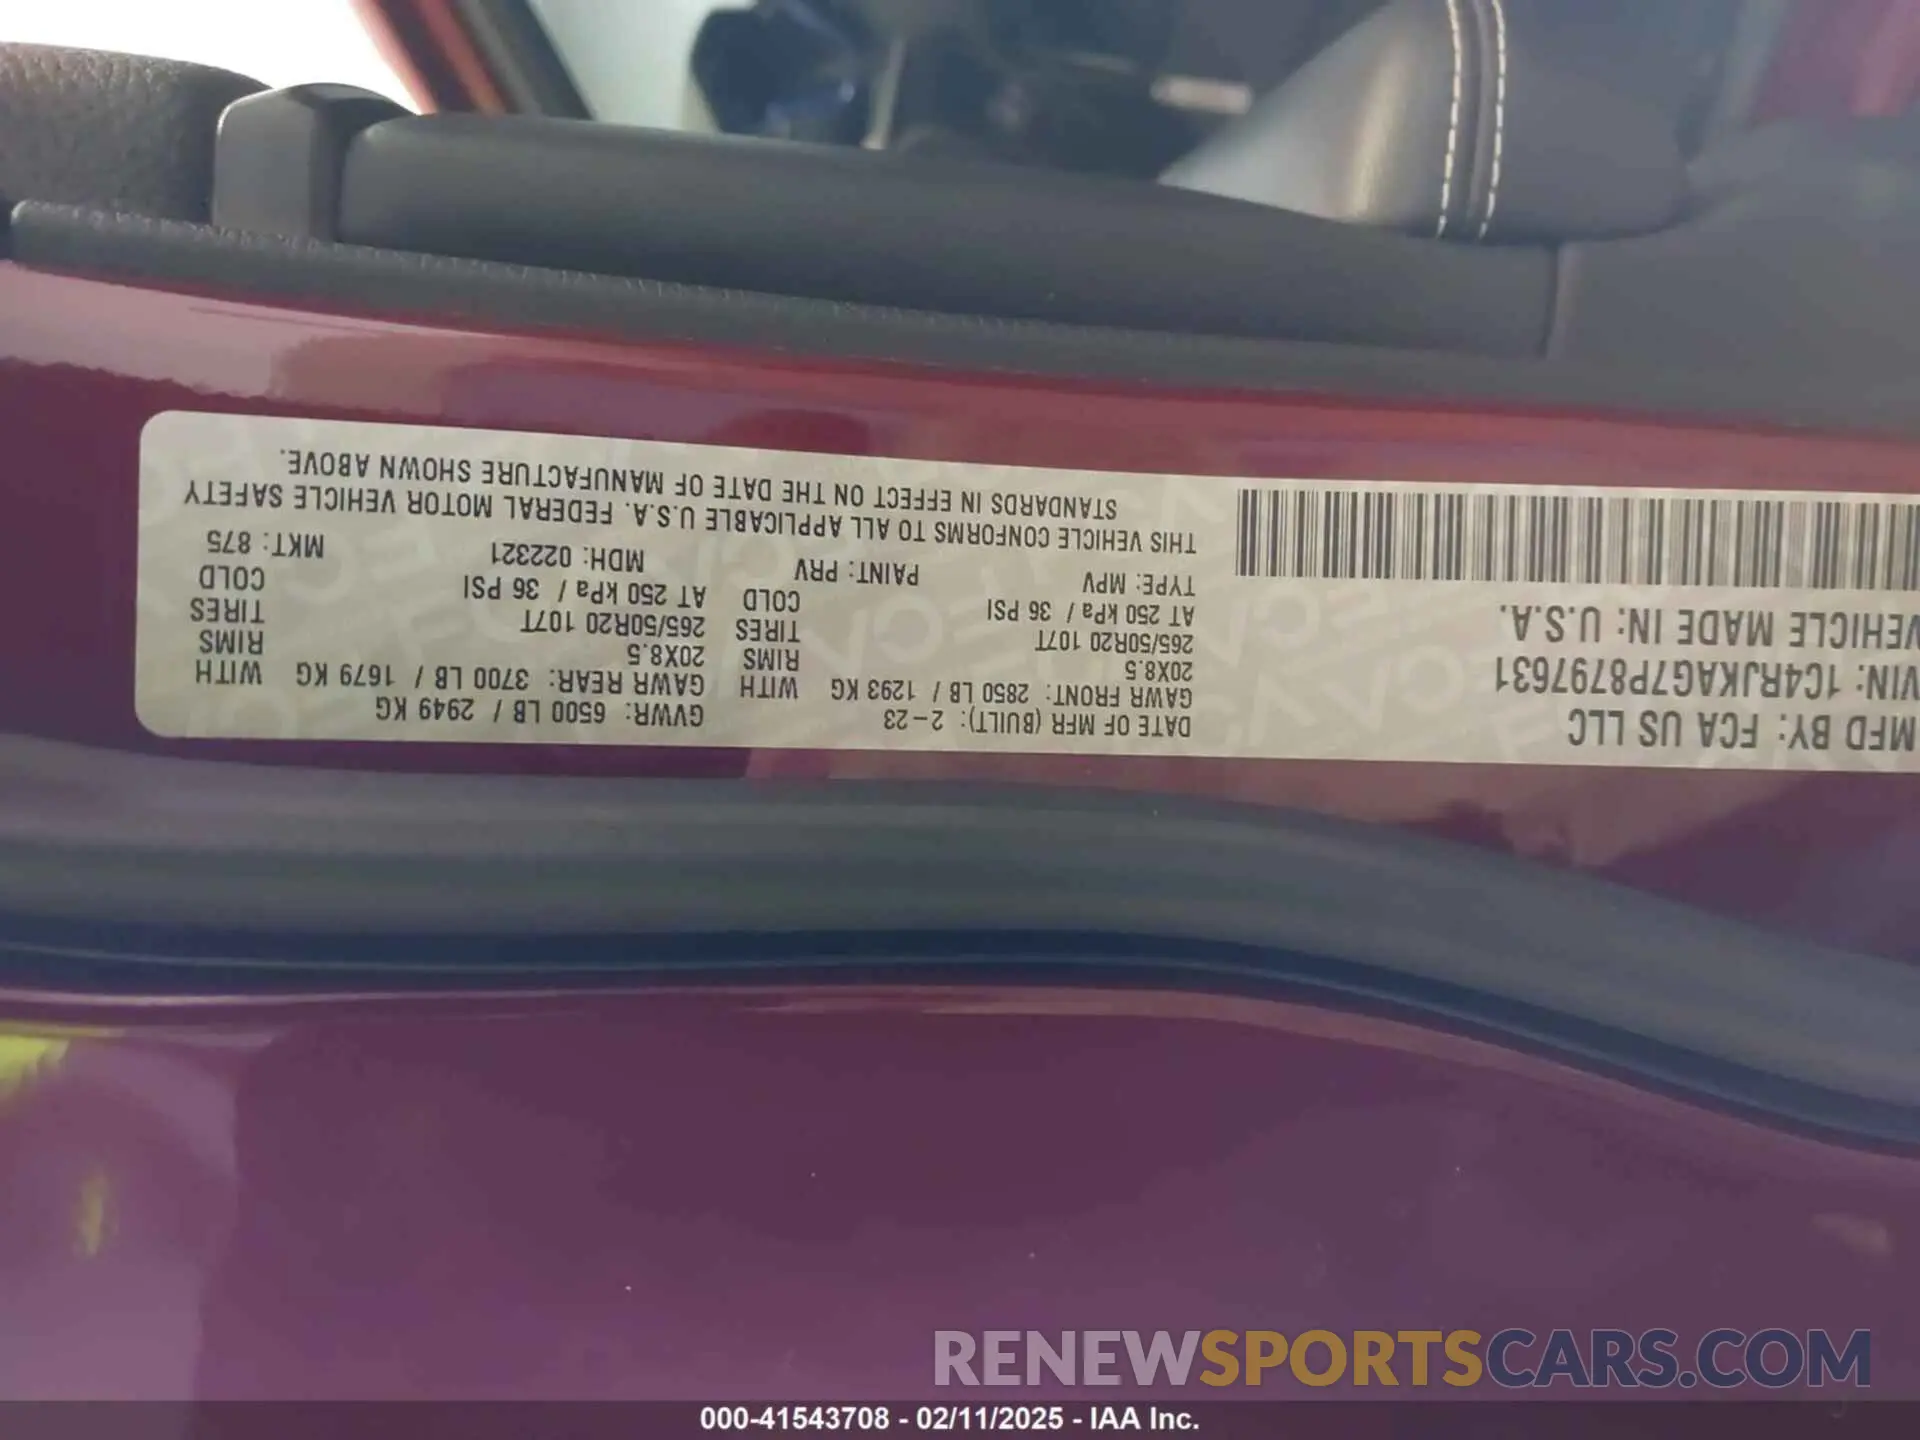 MFD BY: FCA US LLC
VIN: 1C4RJKAG7P8797631
VEHICLE MADE IN: U.S.A.
DATE OF MFR (BUILT): 2-23
GVWR: 6500 LB / 2949 KG
GAWR FRONT: 2850 LB / 1293 KG WITH
GAWR REAR: 3700 LB / 1679 KG WITH
20X8.5 RIMS
20X8.5 RIMS
265/50R20 107T TIRES
265/50R20 107T TIRES
AT 250 kPa / 36 PSI COLD
AT 250 kPa / 36 PSI COLD
TYPE: MPV PAINT: PRV MDH: 022321 MKT: 875
THIS VEHICLE CONFORMS TO ALL APPLICABLE U.S.A. FEDERAL MOTOR VEHICLE SAFETY
STANDARDS IN EFFECT ON THE DATE OF MANUFACTURE SHOWN ABOVE.
RENEWSPORTSCARS.COM
000-41543708 - 02/11/2025 - IAA Inc.